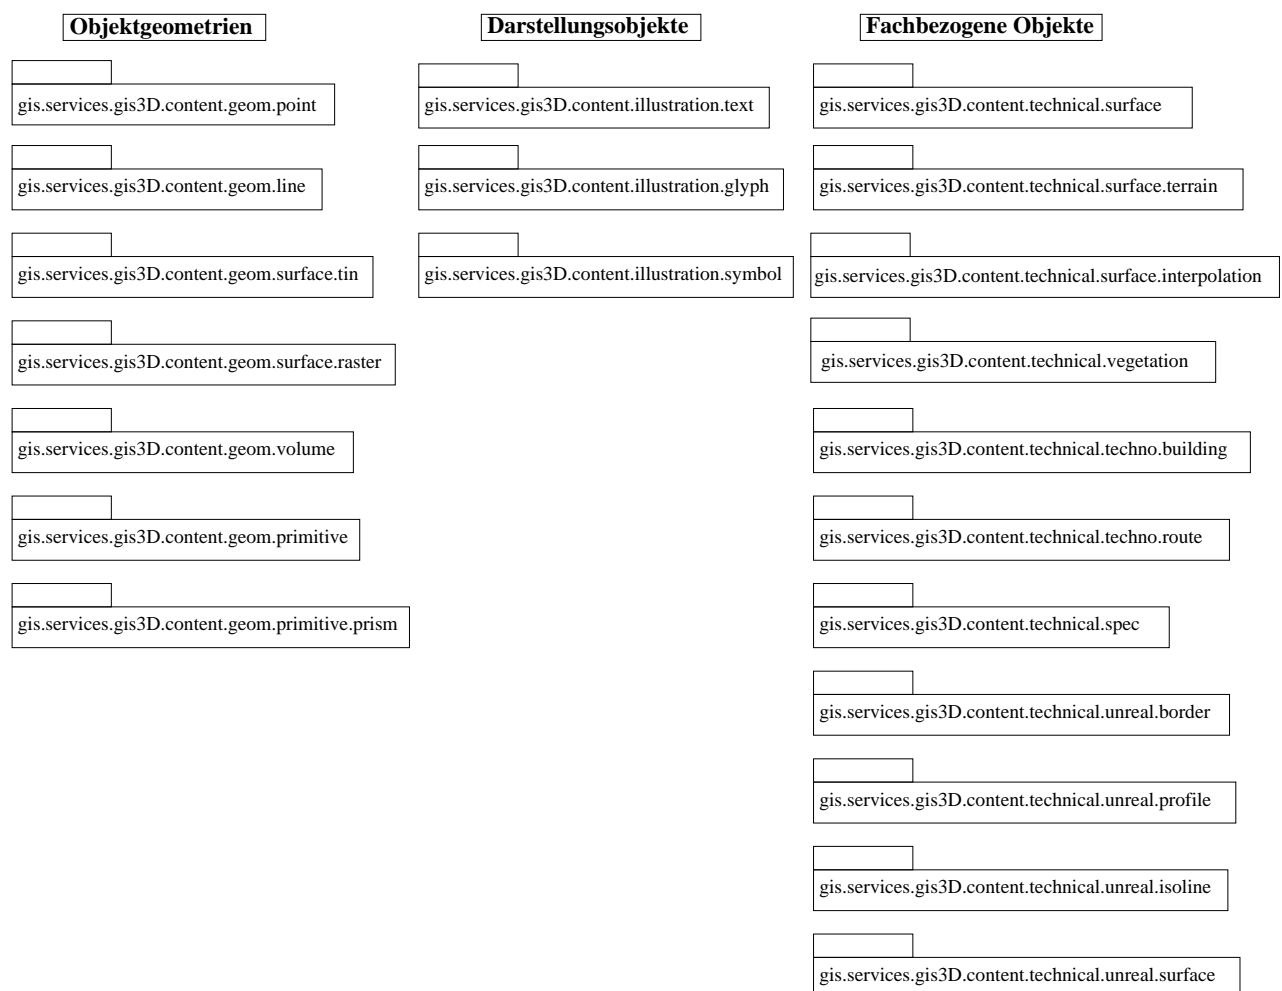 Objektgeometrien
gis.services.gis3D.content.geom.point
gis.services.gis3D.content.geom.line
gis.services.gis3D.content.geom.surface.tin
gis.services.gis3D.content.geom.surface.raster
gis.services.gis3D.content.geom.volume
gis.services.gis3D.content.geom.primitive
gis.services.gis3D.content.geom.primitive.prism
Darstellungsobjekte
gis.services.gis3D.content.illustration.text
gis.services.gis3D.content.illustration.glyph
gis.services.gis3D.content.illustration.symbol
Fachbezogene Objekte
gis.services.gis3D.content.technical.surface
gis.services.gis3D.content.technical.surface.terrain
gis.services.gis3D.content.technical.surface.interpolation
gis.services.gis3D.content.technical.vegetation
gis.services.gis3D.content.technical.techno.building
gis.services.gis3D.content.technical.techno.route
gis.services.gis3D.content.technical.spec
gis.services.gis3D.content.technical.unreal.border
gis.services.gis3D.content.technical.unreal.profile
gis.services.gis3D.content.technical.unreal.isoline
gis.services.gis3D.content.technical.unreal.surface